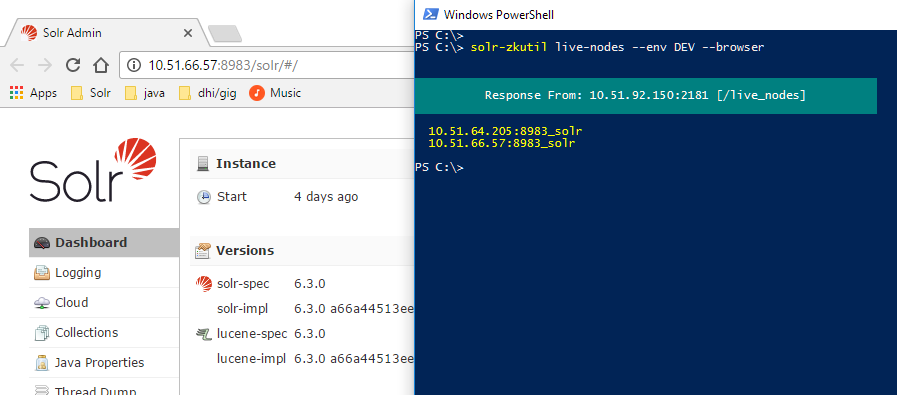 Solr Admin
10.51.66.57:8983/solr/#/
Apps Solr java dhi/gig Music
Solr
Dashboard
Logging
Cloud
Collections
Java Properties
Thread Dump
Instance
Start 4 days ago
Versions
solr-spec 6.3.0
solr-impl 6.3.0 a66a44513ee
lucene-spec 6.3.0
lucene-impl 6.3.0 a66a44513ee
Windows PowerShell
PS C:\>
PS C:\> solr-zkutil live-nodes --env DEV --browser
Response From: 10.51.92.150:2181 [/live_nodes]
10.51.64.205:8983_solr
10.51.66.57:8983_solr
PS C:\>